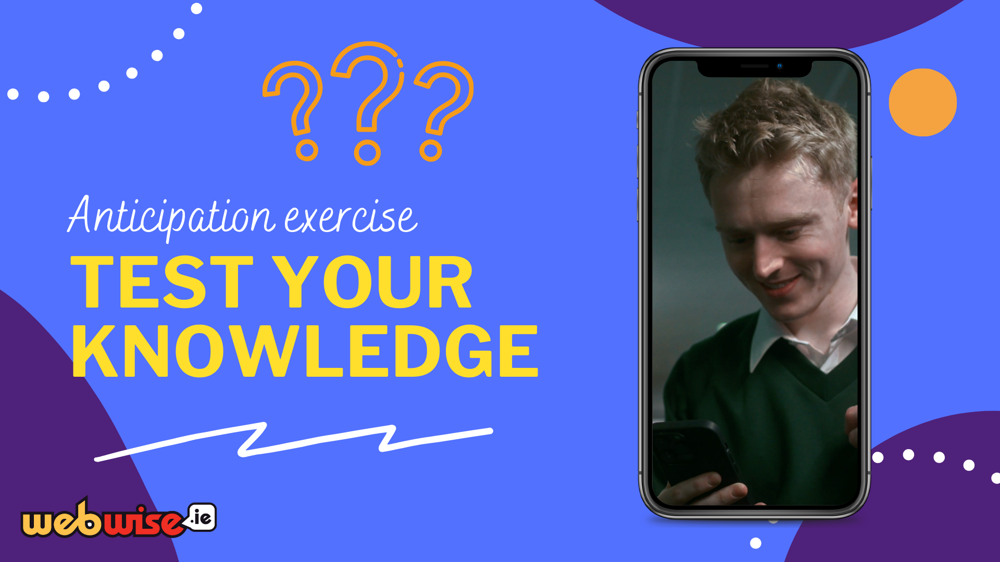 ???
Anticipation exercise
TEST YOUR
KNOWLEDGE
webwise.ie